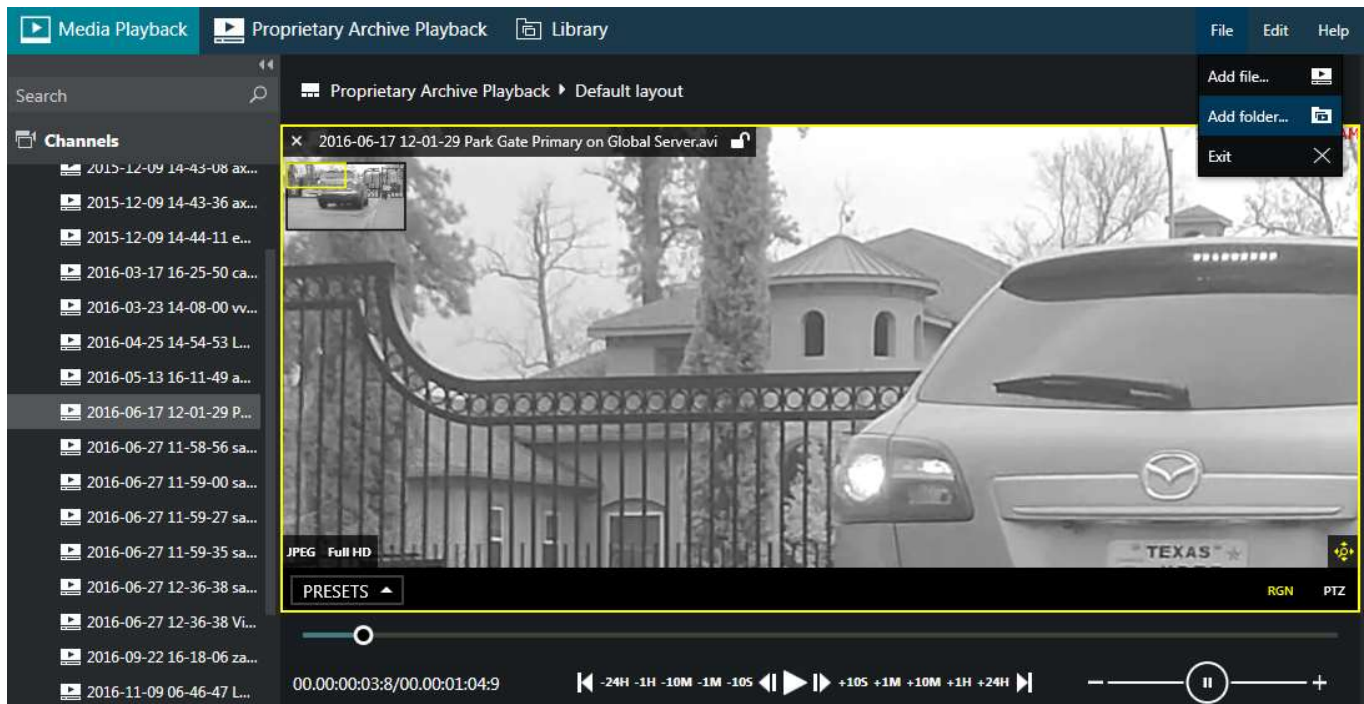 Media Playback
Proprietary Archive Playback
Library
File
Edit
Help
Search
Proprietary Archive Playback
Default layout
Add file...
Add folder...
Exit
Channels
2016-06-17 12-01-29 Park Gate Primary on Global Server.avi
2015-12-09 14-43-08 ax...
2015-12-09 14-43-36 ax...
2015-12-09 14-44-11 e...
2016-03-17 16-25-50 ca...
2016-03-23 14-08-00 vv...
2016-04-25 14-54-53 L...
2016-05-13 16-11-49 a...
2016-06-17 12-01-29 P...
2016-06-27 11-58-56 sa...
2016-06-27 11-59-00 sa...
2016-06-27 11-59-27 sa...
2016-06-27 11-59-35 sa...
2016-06-27 12-36-38 sa...
2016-06-27 12-36-38 Vi...
2016-09-22 16-18-06 za...
2016-11-09 06-46-47 L...
TEXAS
JPEG Full HD
PRESETS
RGN
PTZ
00.00:00:03:8/00.00:01:04:9
-24H -1H -10M -1M -10S
+10S +1M +10M +1H +24H